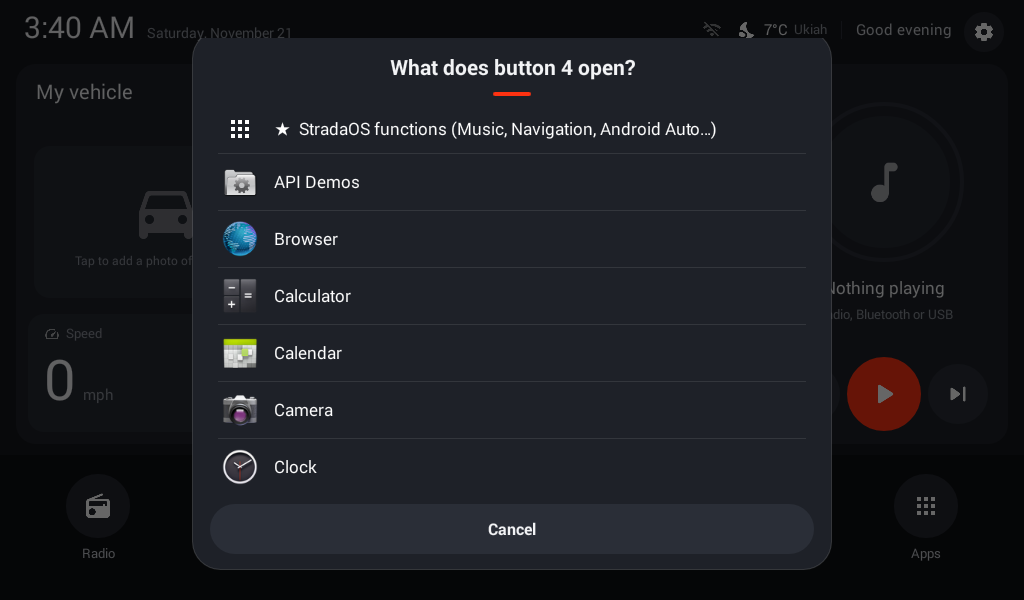 3:40 AM
Saturday, November 21
7°C Ukiah
Good evening
What does button 4 open?
My vehicle
★ StradaOS functions (Music, Navigation, Android Auto...)
API Demos
Browser
Calculator
Calendar
Camera
Clock
Cancel
Tap to add a photo of
Speed
0 mph
Nothing playing
dio, Bluetooth or USB
Radio
Apps